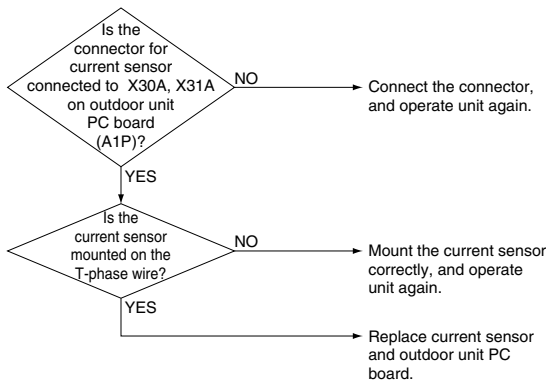 Is the
connector for
current sensor
connected to X30A, X31A
on outdoor unit
PC board
(A1P)?
NO
Connect the connector,
and operate unit again.
YES
Is the
current sensor
mounted on the
T-phase wire?
NO
Mount the current sensor
correctly, and operate
unit again.
YES
Replace current sensor
and outdoor unit PC
board.